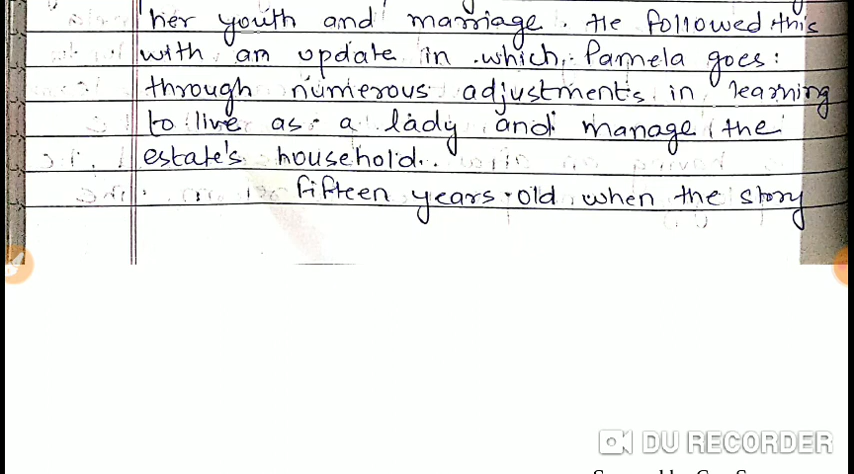 her youth and marriage. He followed this
with an update in which, Pamela goes:
through numerous adjustments in learning
to live as a lady and manage the
estate's household.
fifteen years old when the story
DU RECORDER